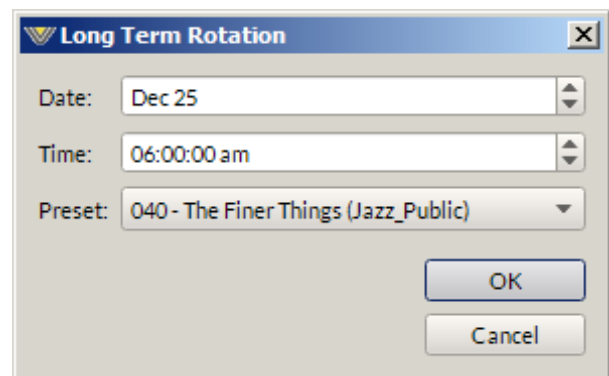 Long Term Rotation
Date: Dec 25
Time: 06:00:00 am
Preset: 040 - The Finer Things (Jazz_Public)
OK
Cancel